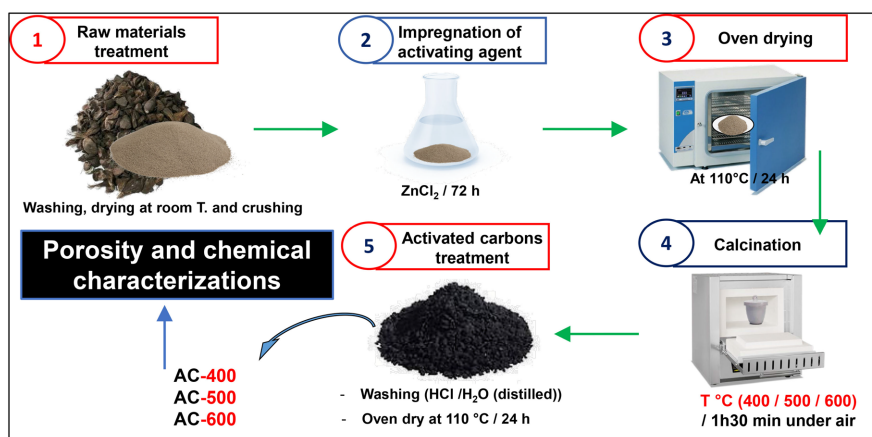 1
Raw materials
treatment
Washing, drying at room T. and crushing
2
Impregnation of
activating agent
ZnCl₂ / 72 h
3
Oven drying
At 110°C / 24 h
4
Calcination
T °C (400 / 500 / 600)
/ 1h30 min under air
5
Activated carbons
treatment
- Washing (HCl /H₂O (distilled))
- Oven dry at 110 °C / 24 h
AC-400
AC-500
AC-600
Porosity and chemical
characterizations